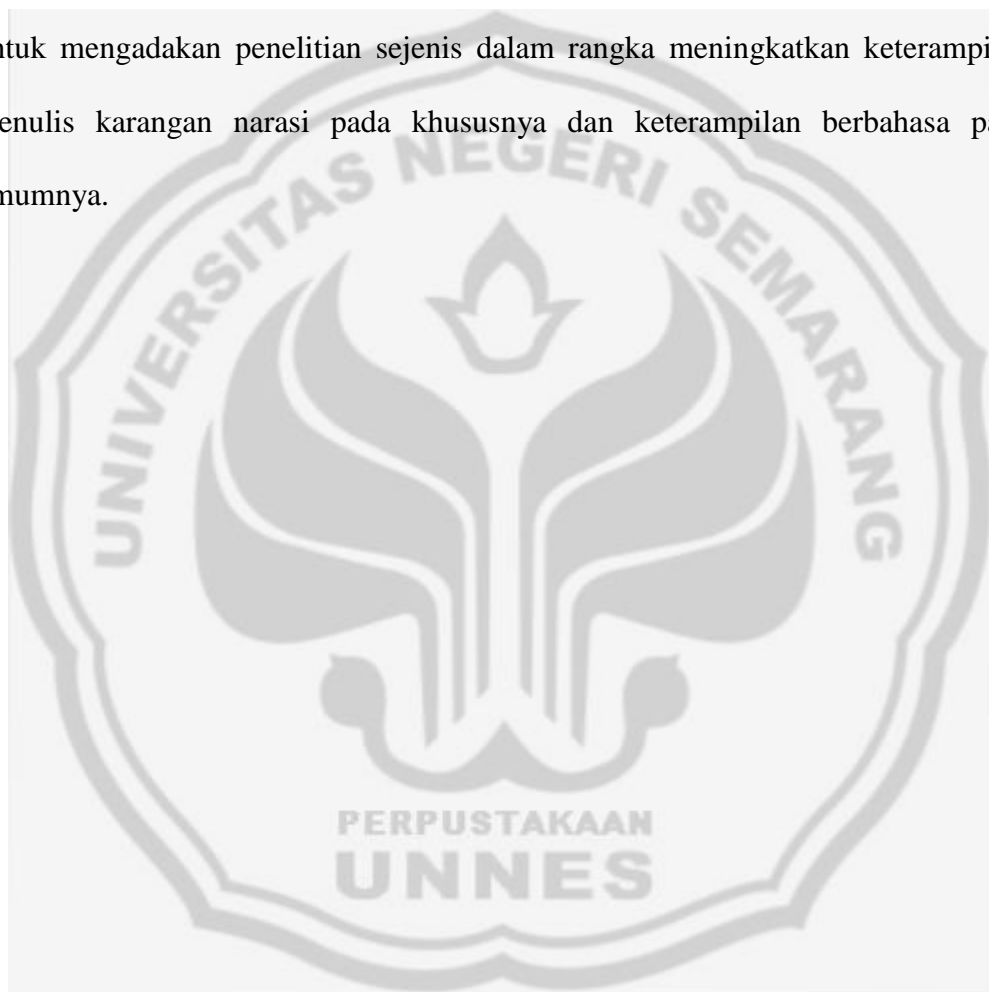 ntuk mengadakan penelitian sejenis dalam rangka meningkatkan keterampi
enulis karangan narasi pada khususnya dan keterampilan berbahasa pa
mumnya.
UNIVERSITAS NEGERI SEMARANG
PERPUSTAKAAN
UNNES